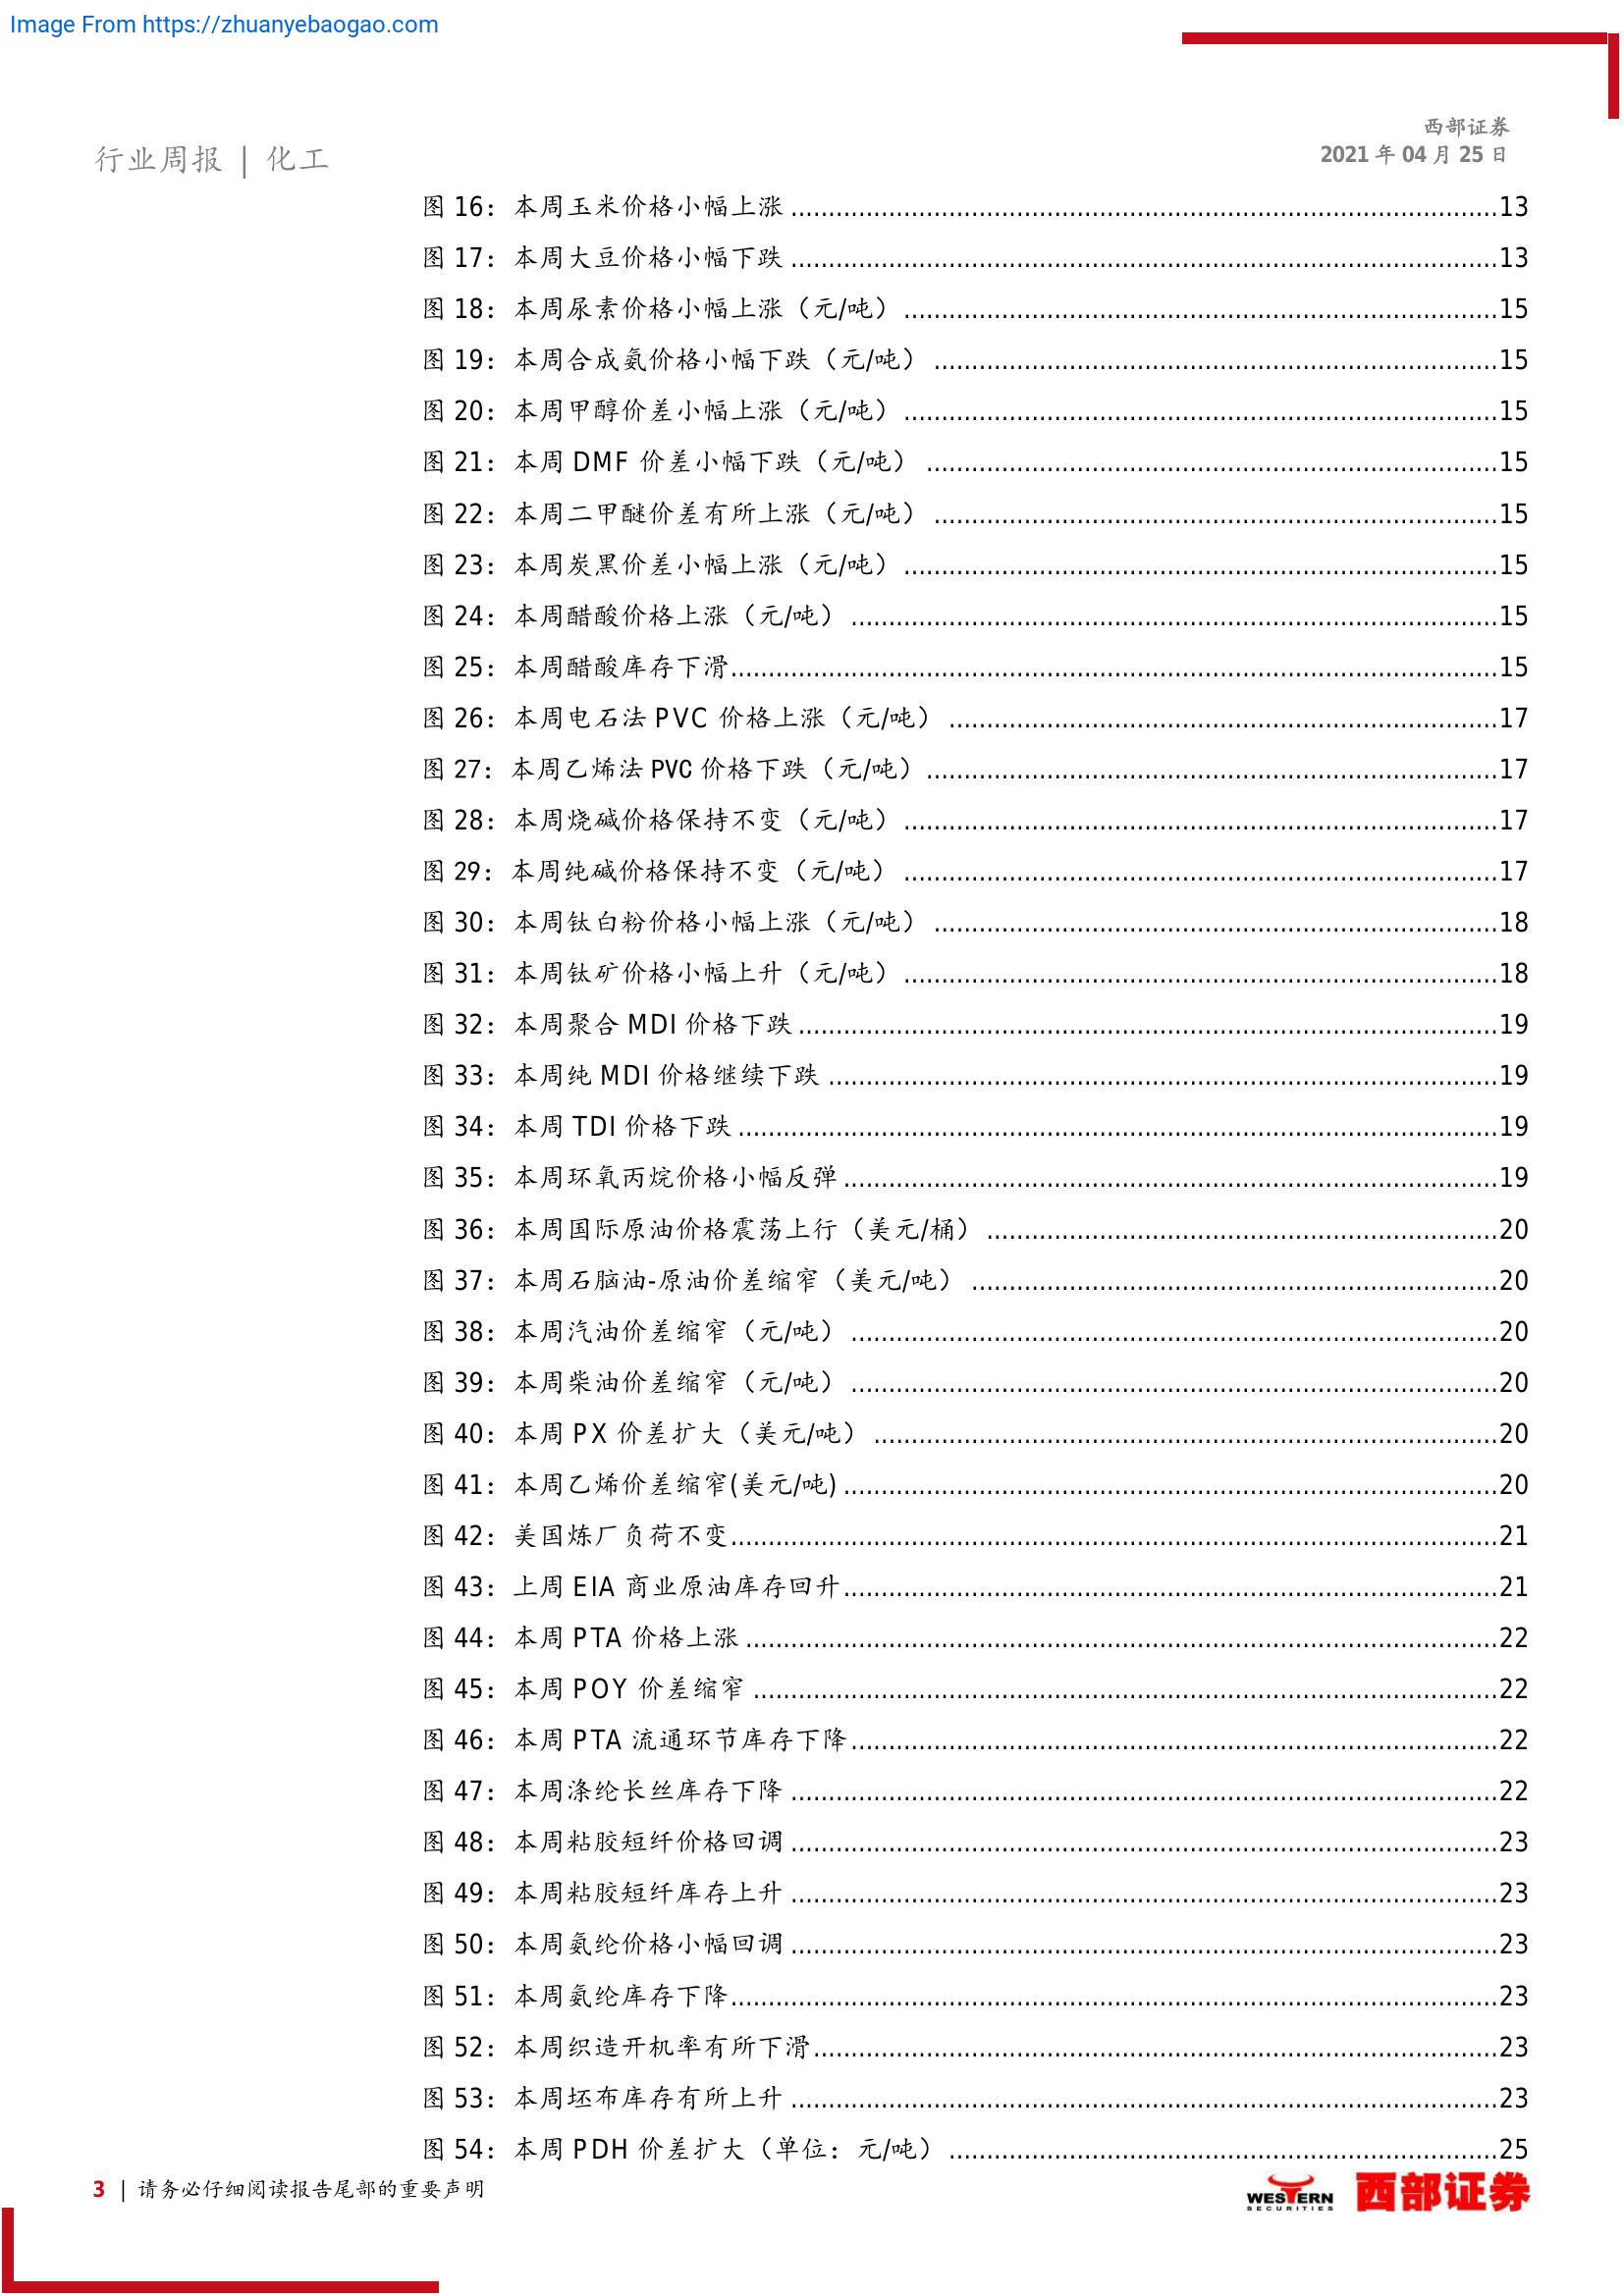 Image From https://zhuanyebaogao.com
西部证券
行业周报 | 化工
2021 年 04 月 25 日
图 16：本周玉米价格小幅上涨 ........................................ 13
图 17：本周大豆价格小幅下跌 ........................................ 13
图 18：本周尿素价格小幅上涨（元/吨） ........................................ 15
图 19：本周合成氨价格小幅下跌（元/吨） ........................................ 15
图 20：本周甲醇价差小幅上涨（元/吨） ........................................ 15
图 21：本周 DMF 价差小幅下跌（元/吨） ........................................ 15
图 22：本周二甲醚价差有所上涨（元/吨） ........................................ 15
图 23：本周炭黑价差小幅上涨（元/吨） ........................................ 15
图 24：本周醋酸价格上涨（元/吨） ........................................ 15
图 25：本周醋酸库存下滑 ........................................ 15
图 26：本周电石法 PVC 价格上涨（元/吨） ........................................ 17
图 27：本周乙烯法 PVC 价格下跌（元/吨） ........................................ 17
图 28：本周烧碱价格保持不变（元/吨） ........................................ 17
图 29：本周纯碱价格保持不变（元/吨） ........................................ 17
图 30：本周钛白粉价格小幅上涨（元/吨） ........................................ 18
图 31：本周钛矿价格小幅上升（元/吨） ........................................ 18
图 32：本周聚合 MDI 价格下跌 ........................................ 19
图 33：本周纯 MDI 价格继续下跌 ........................................ 19
图 34：本周 TDI 价格下跌 ........................................ 19
图 35：本周环氧丙烷价格小幅反弹 ........................................ 19
图 36：本周国际原油价格震荡上行（美元/桶） ........................................ 20
图 37：本周石脑油-原油价差缩窄（美元/吨） ........................................ 20
图 38：本周汽油价差缩窄（元/吨） ........................................ 20
图 39：本周柴油价差缩窄（元/吨） ........................................ 20
图 40：本周 PX 价差扩大（美元/吨） ........................................ 20
图 41：本周乙烯价差缩窄(美元/吨) ........................................ 20
图 42：美国炼厂负荷不变 ........................................ 21
图 43：上周 EIA 商业原油库存回升 ........................................ 21
图 44：本周 PTA 价格上涨 ........................................ 22
图 45：本周 POY 价差缩窄 ........................................ 22
图 46：本周 PTA 流通环节库存下降 ........................................ 22
图 47：本周涤纶长丝库存下降 ........................................ 22
图 48：本周粘胶短纤价格回调 ........................................ 23
图 49：本周粘胶短纤库存上升 ........................................ 23
图 50：本周氨纶价格小幅回调 ........................................ 23
图 51：本周氨纶库存下降 ........................................ 23
图 52：本周织造开机率有所下滑 ........................................ 23
图 53：本周坯布库存有所上升 ........................................ 23
图 54：本周 PDH 价差扩大（单位：元/吨） ........................................ 25
3 | 请务必仔细阅读报告尾部的重要声明
WESTERN
SECURITIES
西部证券